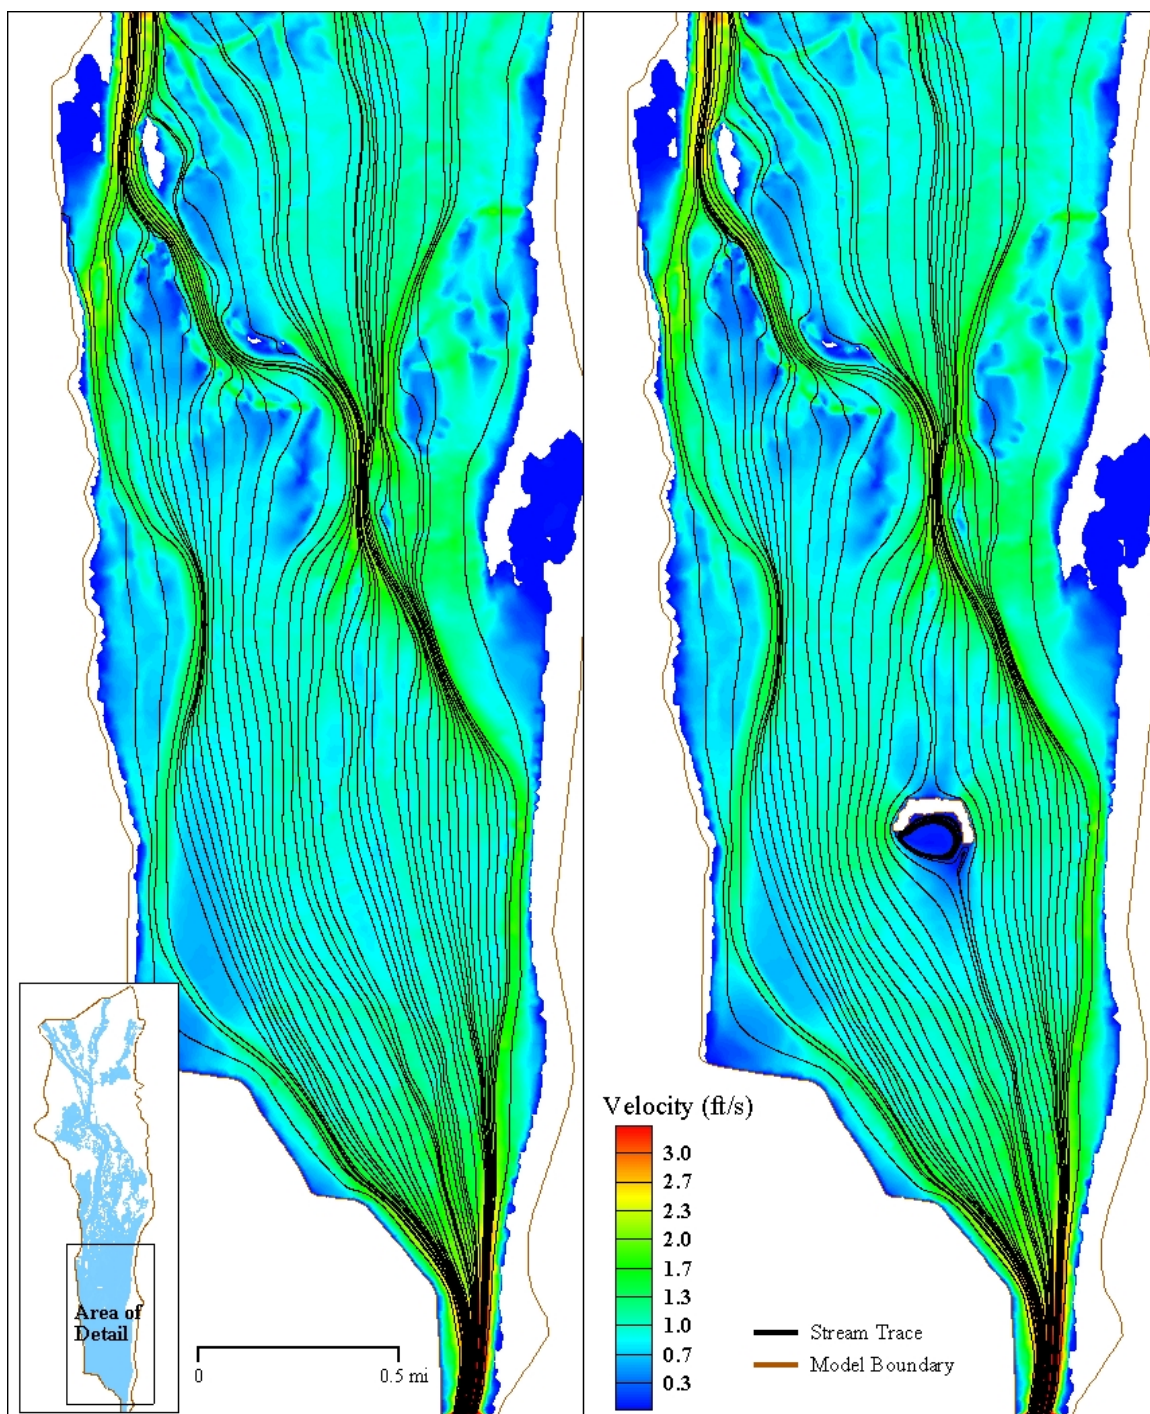 Area of
Detail
0
0.5 mi
Velocity (ft/s)
3.0
2.7
2.3
2.0
1.7
1.3
1.0
0.7
0.3
Stream Trace
Model Boundary